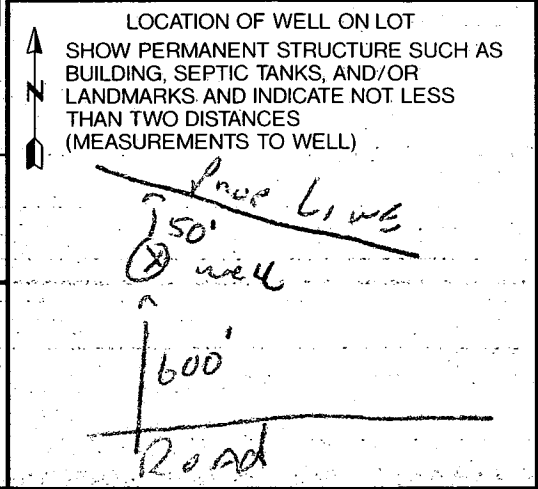 LOCATION OF WELL ON LOT
SHOW PERMANENT STRUCTURE SUCH AS
BUILDING, SEPTIC TANKS, AND/OR
N LANDMARKS AND INDICATE NOT LESS
THAN TWO DISTANCES
(MEASUREMENTS TO WELL)
Prop Line
50'
X well
600'
Road